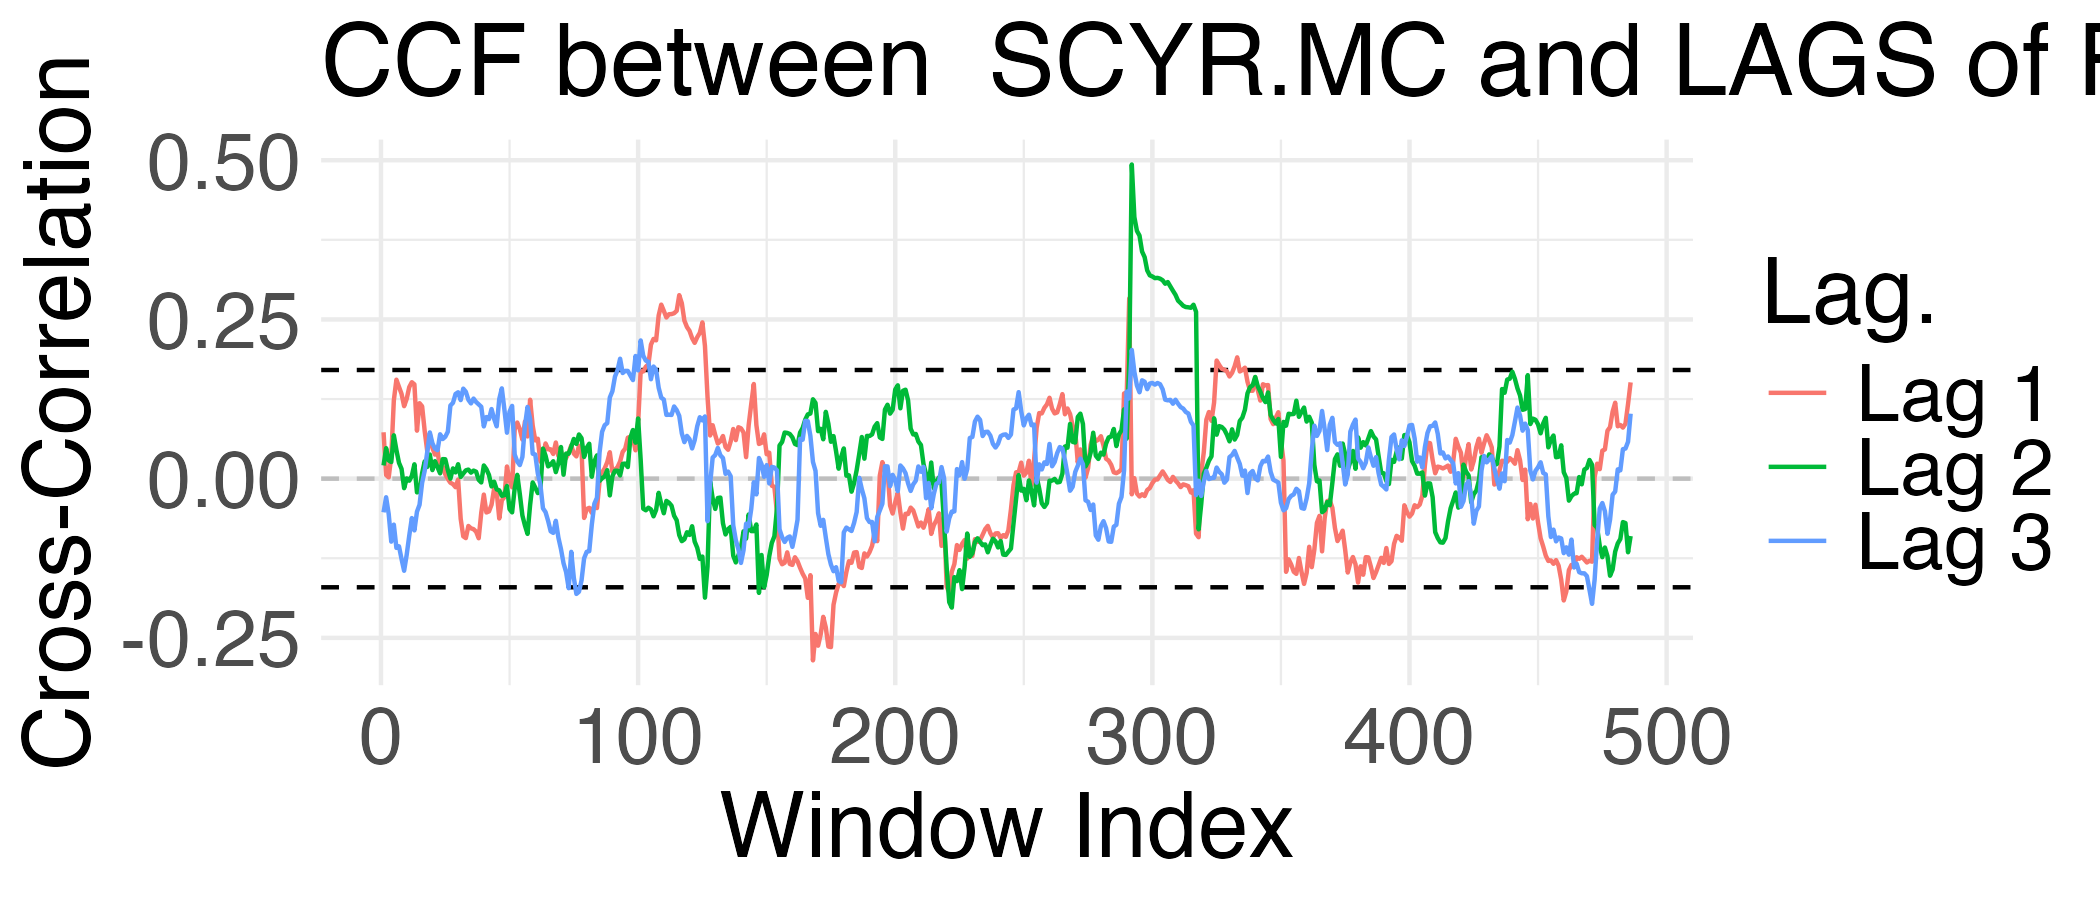 CCF between SCYR.MC and LAGS of
Cross-Correlation
0.50
0.25
0.00
-0.25
0 100 200 300 400 500
Window Index
Lag.
Lag 1
Lag 2
Lag 3